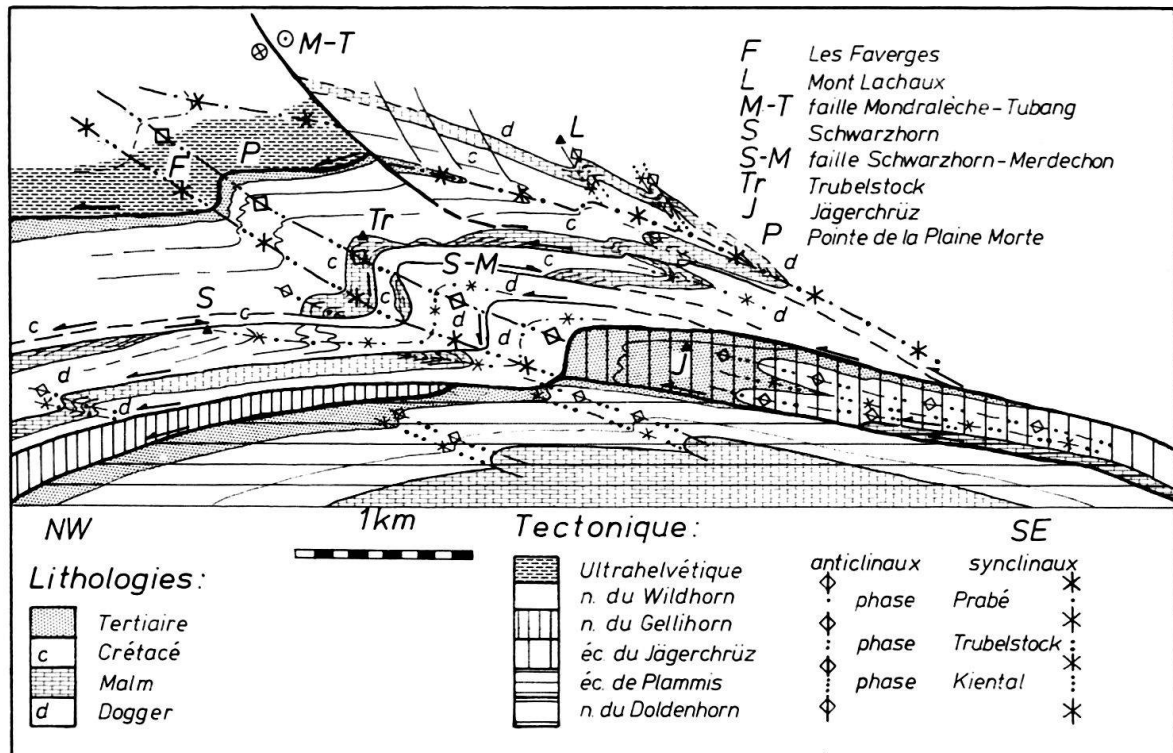 M-T
F Les Faverges
L Mont Lachaux
M-T faille Mondralèche-Tubang
S Schwarzhorn
S-M faille Schwarzhorn-Merdechon
Tr Trubelstock
J Jägerchrüz
P Pointe de la Plaine Morte
d
L
c
F
P
Tr
c
c
d
S-M
c
d
c
d
S
c
c
d
d
J
d
d
NW
1km
Tectonique:
SE
Lithologies:
Tertiaire
c Crétacé
Malm
d Dogger
Ultrahelvétique
n. du Wildhorn
n. du Gellihorn
éc. du Jägerchrüz
éc. de Plammis
n. du Doldenhorn
anticlinaux synclinaux
phase Prabé
phase Trubelstock
phase Kiental